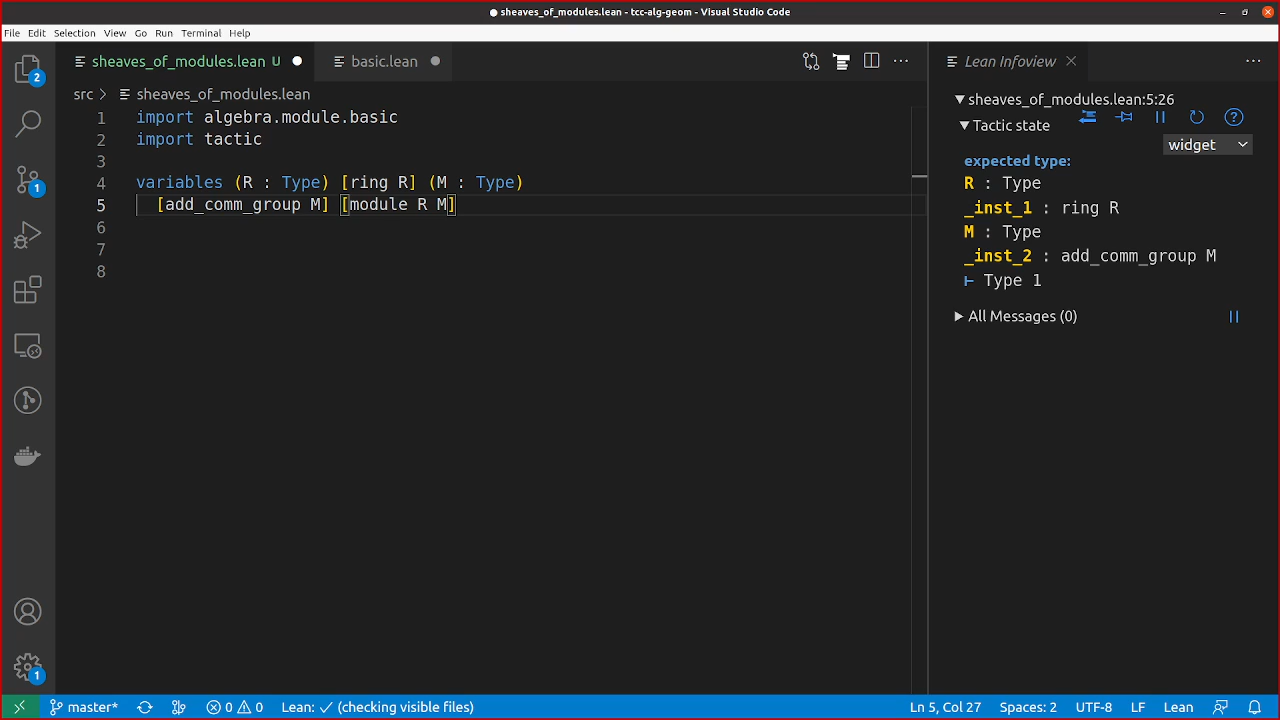 sheaves_of_modules.lean - tcc-alg-geom - Visual Studio Code
File Edit Selection View Go Run Terminal Help
sheaves_of_modules.lean U
basic.lean
Lean Infoview
src > sheaves_of_modules.lean
1 import algebra.module.basic
2 import tactic
3
4 variables (R : Type) [ring R] (M : Type)
5 [add_comm_group M] [module R M]
6
7
8
sheaves_of_modules.lean:5:26
Tactic state
widget
expected type:
R : Type
_inst_1 : ring R
M : Type
_inst_2 : add_comm_group M
⊢ Type 1
All Messages (0)
2
1
1
master* 0 0 Lean: ✓ (checking visible files) Ln 5, Col 27 Spaces: 2 UTF-8 LF Lean